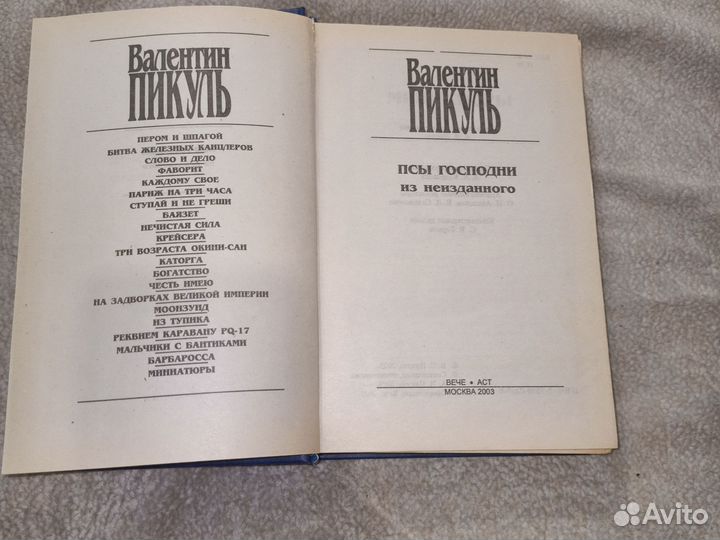 Валентин
ПИКУЛЬ
ПЕРОМ И ШПАГОЙ
БИТВА ЖЕЛЕЗНЫХ КАНЦЛЕРОВ
СЛОВО И ДЕЛО
ФАВОРИТ
КАЖДОМУ СВОЕ
ПАРИЖ НА ТРИ ЧАСА
СТУПАЙ И НЕ ГРЕШИ
БАЯЗЕТ
НЕЧИСТАЯ СИЛА
КРЕЙСЕРА
ТРИ ВОЗРАСТА ОКИНИ-САН
КАТОРГА
БОГАТСТВО
ЧЕСТЬ ИМЕЮ
НА ЗАДВОРКАХ ВЕЛИКОЙ ИМПЕРИИ
МООНЗУНД
ИЗ ТУПИКА
РЕКВИЕМ КАРАВАНУ PQ-17
МАЛЬЧИКИ С БАНТИКАМИ
БАРБАРОССА
МИНИАТЮРЫ
Валентин
ПИКУЛЬ
ПСЫ ГОСПОДНИ
ИЗ НЕИЗДАННОГО
ВЕЧЕ • АСТ
МОСКВА 2003
Avito